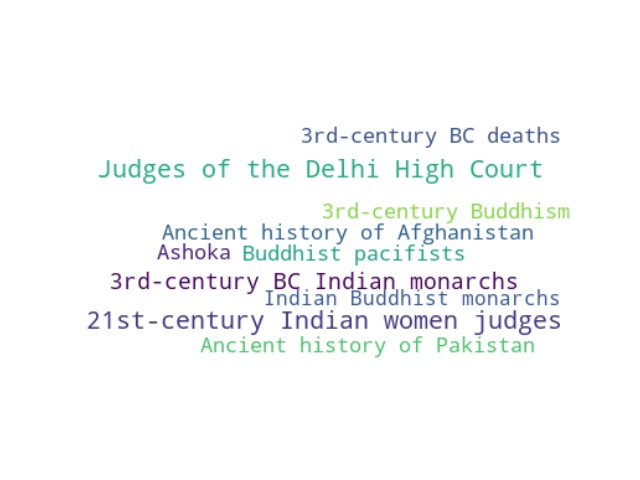 3rd-century BC deaths
Judges of the Delhi High Court
3rd-century Buddhism
Ancient history of Afghanistan
Ashoka Buddhist pacifists
3rd-century BC Indian monarchs
Indian Buddhist monarchs
21st-century Indian women judges
Ancient history of Pakistan